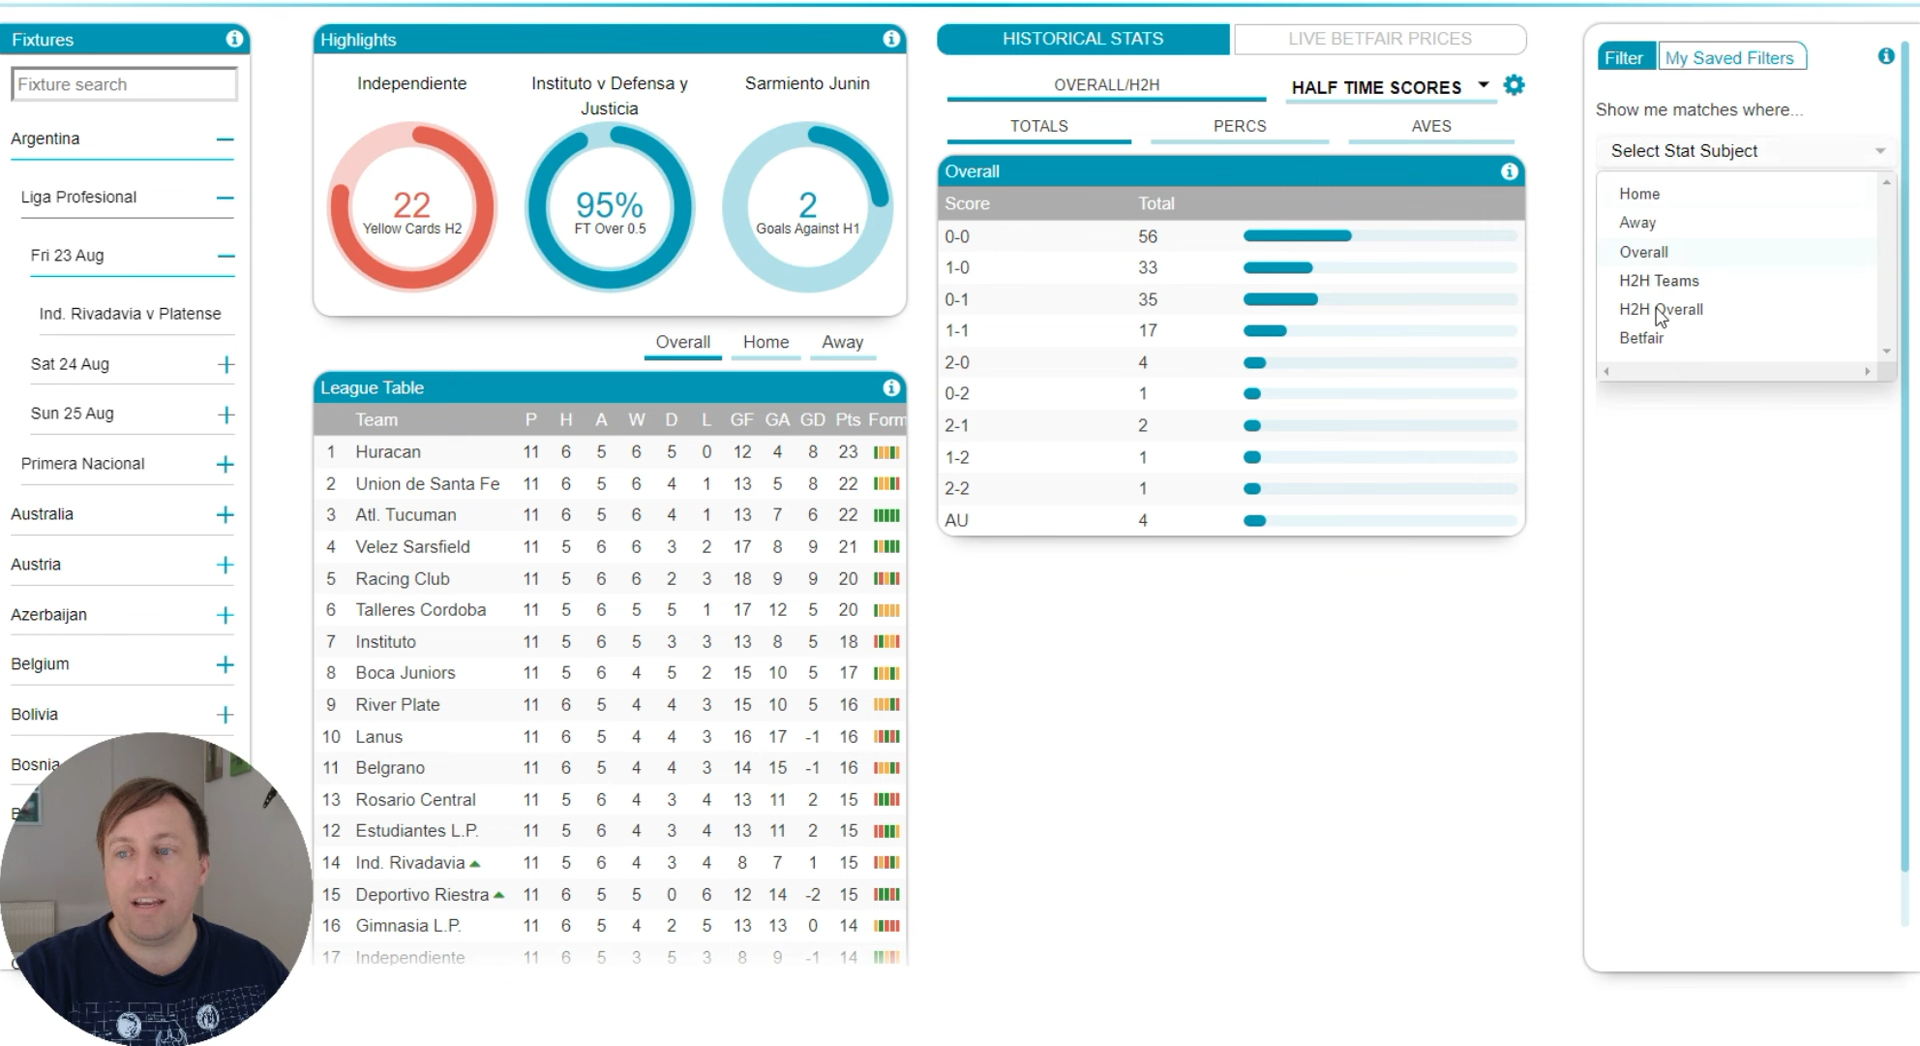 Fixtures
Fixture search
Argentina
Liga Profesional
Fri 23 Aug
Ind. Rivadavia v Platense
Sat 24 Aug
Sun 25 Aug
Primera Nacional
Australia
Austria
Azerbaijan
Belgium
Bolivia
Bosnia
Highlights
Independiente
22
Yellow Cards H2
Instituto v Defensa y
Justicia
95%
FT Over 0.5
Sarmiento Junin
2
Goals Against H1
Overall Home Away
League Table
Team P H A W D L GF GA GD Pts Form
1 Huracan 11 6 5 6 5 0 12 4 8 23
2 Union de Santa Fe 11 6 5 6 4 1 13 5 8 22
3 Atl. Tucuman 11 6 5 6 4 1 13 7 6 22
4 Velez Sarsfield 11 5 6 6 3 2 17 8 9 21
5 Racing Club 11 5 6 6 2 3 18 9 9 20
6 Talleres Cordoba 11 5 6 5 5 1 17 12 5 20
7 Instituto 11 5 6 5 3 3 13 8 5 18
8 Boca Juniors 11 5 6 4 5 2 15 10 5 17
9 River Plate 11 6 5 4 4 3 15 10 5 16
10 Lanus 11 6 5 4 4 3 16 17 -1 16
11 Belgrano 11 6 5 4 4 3 14 15 -1 16
13 Rosario Central 11 5 6 4 3 4 13 11 2 15
12 Estudiantes L.P. 11 6 5 4 3 4 13 11 2 15
14 Ind. Rivadavia 11 6 5 4 3 4 8 7 1 15
15 Deportivo Riestra 11 6 5 5 0 6 12 14 -2 15
16 Gimnasia L.P. 11 6 5 4 2 5 13 13 0 14
17 Independiente 11 6 5 3 5 3 8 9 -1 14
HISTORICAL STATS
LIVE BETFAIR PRICES
OVERALL/H2H
HALF TIME SCORES
TOTALS PERCS AVES
Overall
Score Total
0-0 56
1-0 33
0-1 35
1-1 17
2-0 4
0-2 1
2-1 2
1-2 1
2-2 1
AU 4
Filter
My Saved Filters
Show me matches where...
Select Stat Subject
Home
Away
Overall
H2H Teams
H2H Overall
Betfair